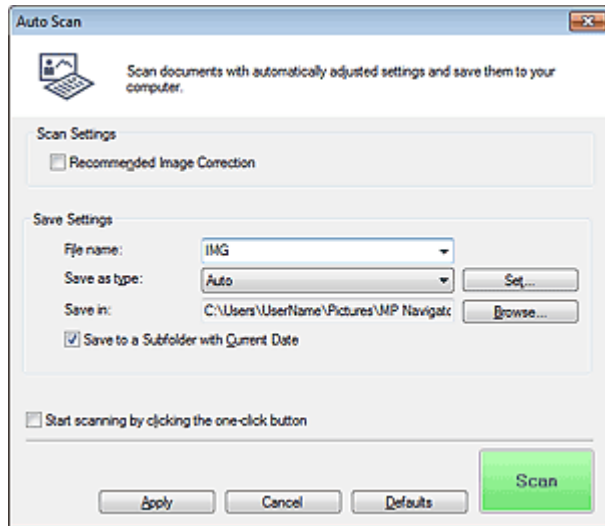 Auto Scan
Scan documents with automatically adjusted settings and save them to your
computer.
Scan Settings
Recommended Image Correction
Save Settings
File name:
IMG
Save as type:
Auto
Set...
Save in:
C:\Users\UserName\Pictures\MP Navigatc
Browse...
Save to a Subfolder with Current Date
Start scanning by clicking the one-click button
Scan
Apply
Cancel
Defaults